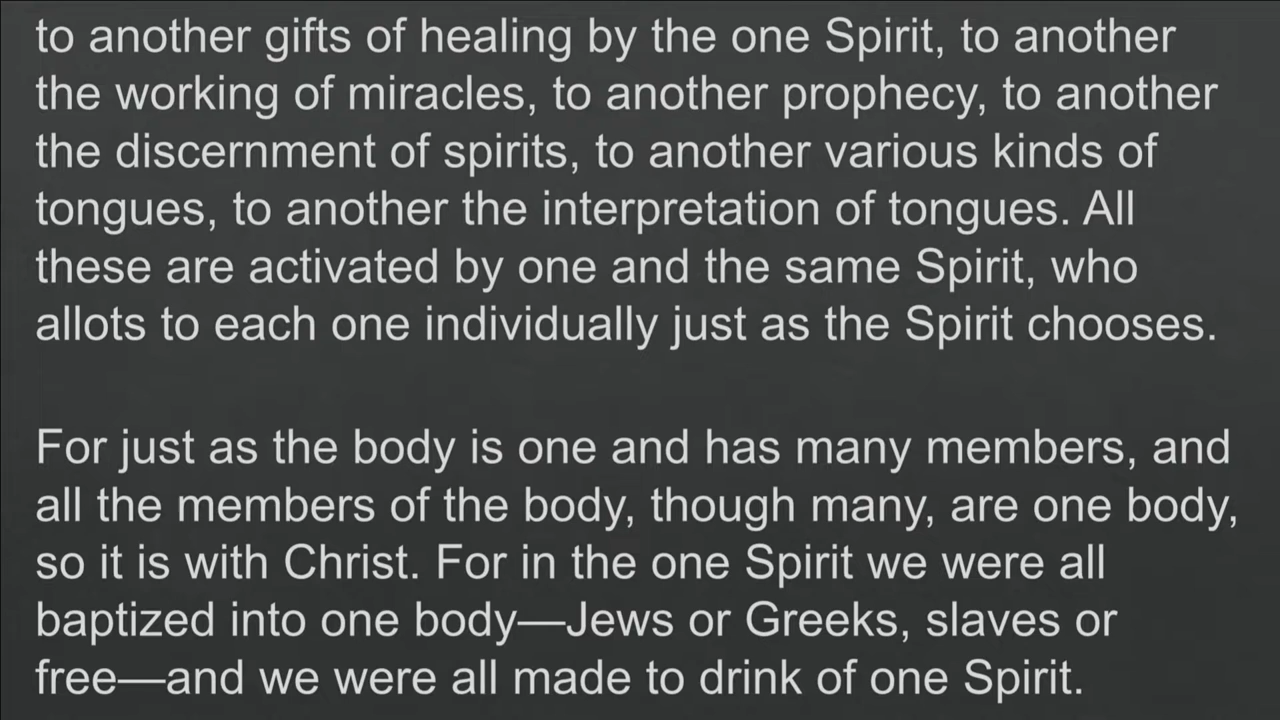 to another gifts of healing by the one Spirit, to another
the working of miracles, to another prophecy, to another
the discernment of spirits, to another various kinds of
tongues, to another the interpretation of tongues. All
these are activated by one and the same Spirit, who
allots to each one individually just as the Spirit chooses.
For just as the body is one and has many members, and
all the members of the body, though many, are one body,
so it is with Christ. For in the one Spirit we were all
baptized into one body—Jews or Greeks, slaves or
free—and we were all made to drink of one Spirit.